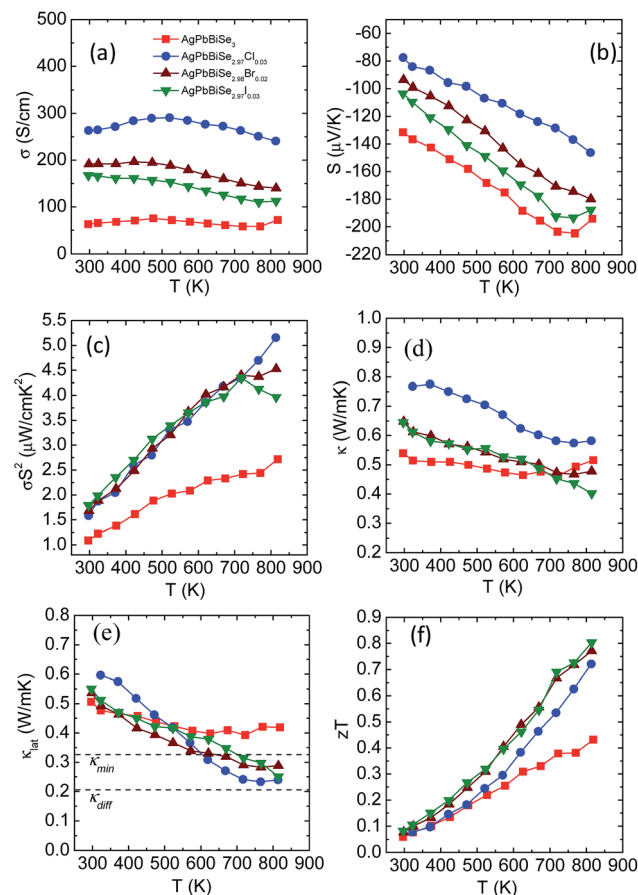 (a)
AgPbBiSe₃
AgPbBiSe₂.₉₇Cl₀.₀₃
AgPbBiSe₂.₉₈Br₀.₀₂
AgPbBiSe₂.₉₇I₀.₀₃
500
400
300
200
100
0
σ (S/cm)
300 400 500 600 700 800 900
T (K)
(b)
-40
-60
-80
-100
-120
-140
-160
-180
-200
-220
S (μV/K)
300 400 500 600 700 800 900
T (K)
(c)
5.5
5.0
4.5
4.0
3.5
3.0
2.5
2.0
1.5
1.0
σS² (μW/cmK²)
300 400 500 600 700 800 900
T (K)
(d)
1.0
0.9
0.8
0.7
0.6
0.5
0.4
0.3
0.2
κ (W/mK)
300 400 500 600 700 800 900
T (K)
(e)
0.8
0.7
0.6
0.5
0.4
0.3
0.2
0.1
0.0
κlat (W/mK)
κmin
κdiff
300 400 500 600 700 800 900
T (K)
(f)
0.9
0.8
0.7
0.6
0.5
0.4
0.3
0.2
0.1
0.0
zT
300 400 500 600 700 800 900
T (K)